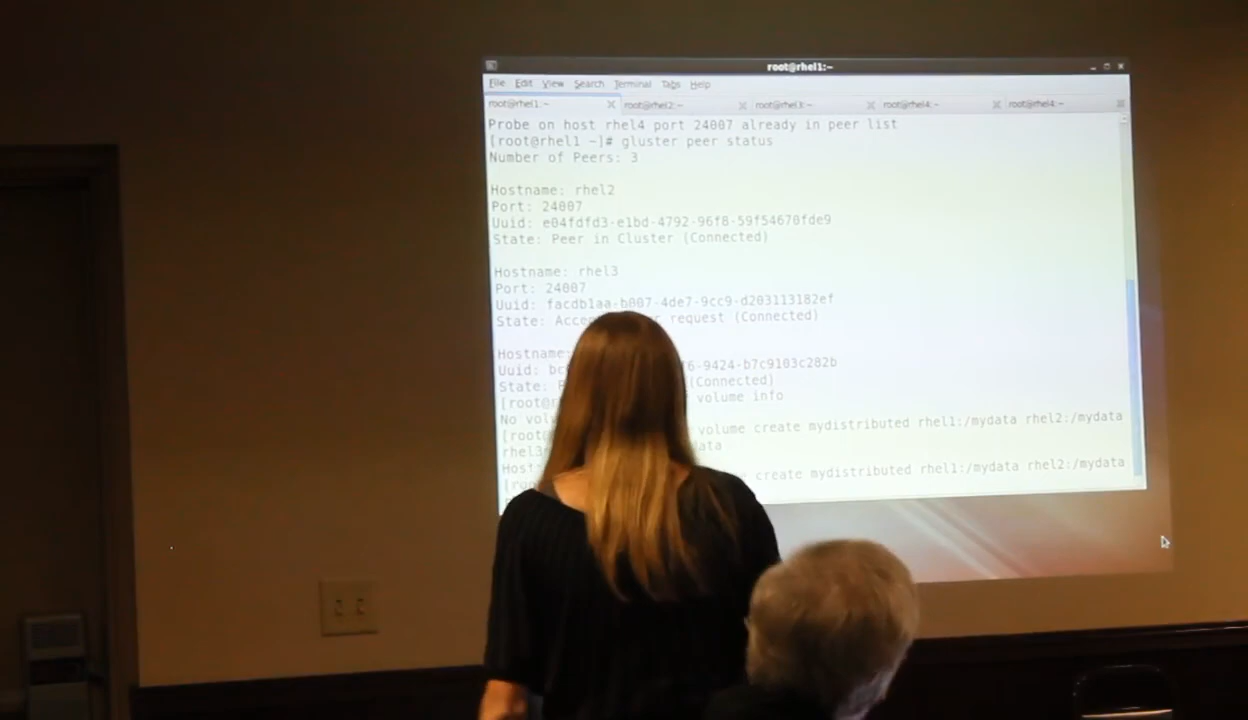 root@rhel1:~
File Edit View Search Terminal Tabs Help
root@rhel1:~ root@rhel2:~ root@rhel3:~ root@rhel4:~ root@rhel4:~
Probe on host rhel4 port 24007 already in peer list
[root@rhel1 ~]# gluster peer status
Number of Peers: 3
Hostname: rhel2
Port: 24007
Uuid: e04fdfd3-e1bd-4792-96f8-59f54670fde9
State: Peer in Cluster (Connected)
Hostname: rhel3
Port: 24007
Uuid: facdb1aa-b007-4de7-9cc9-d203113182ef
State: request (Connected)
Hostname:
Uuid: -9424-b7c9103c282b
State: (Connected)
volume info
No
volume create mydistributed rhel1:/mydata rhel2:/mydata
create mydistributed rhel1:/mydata rhel2:/mydata